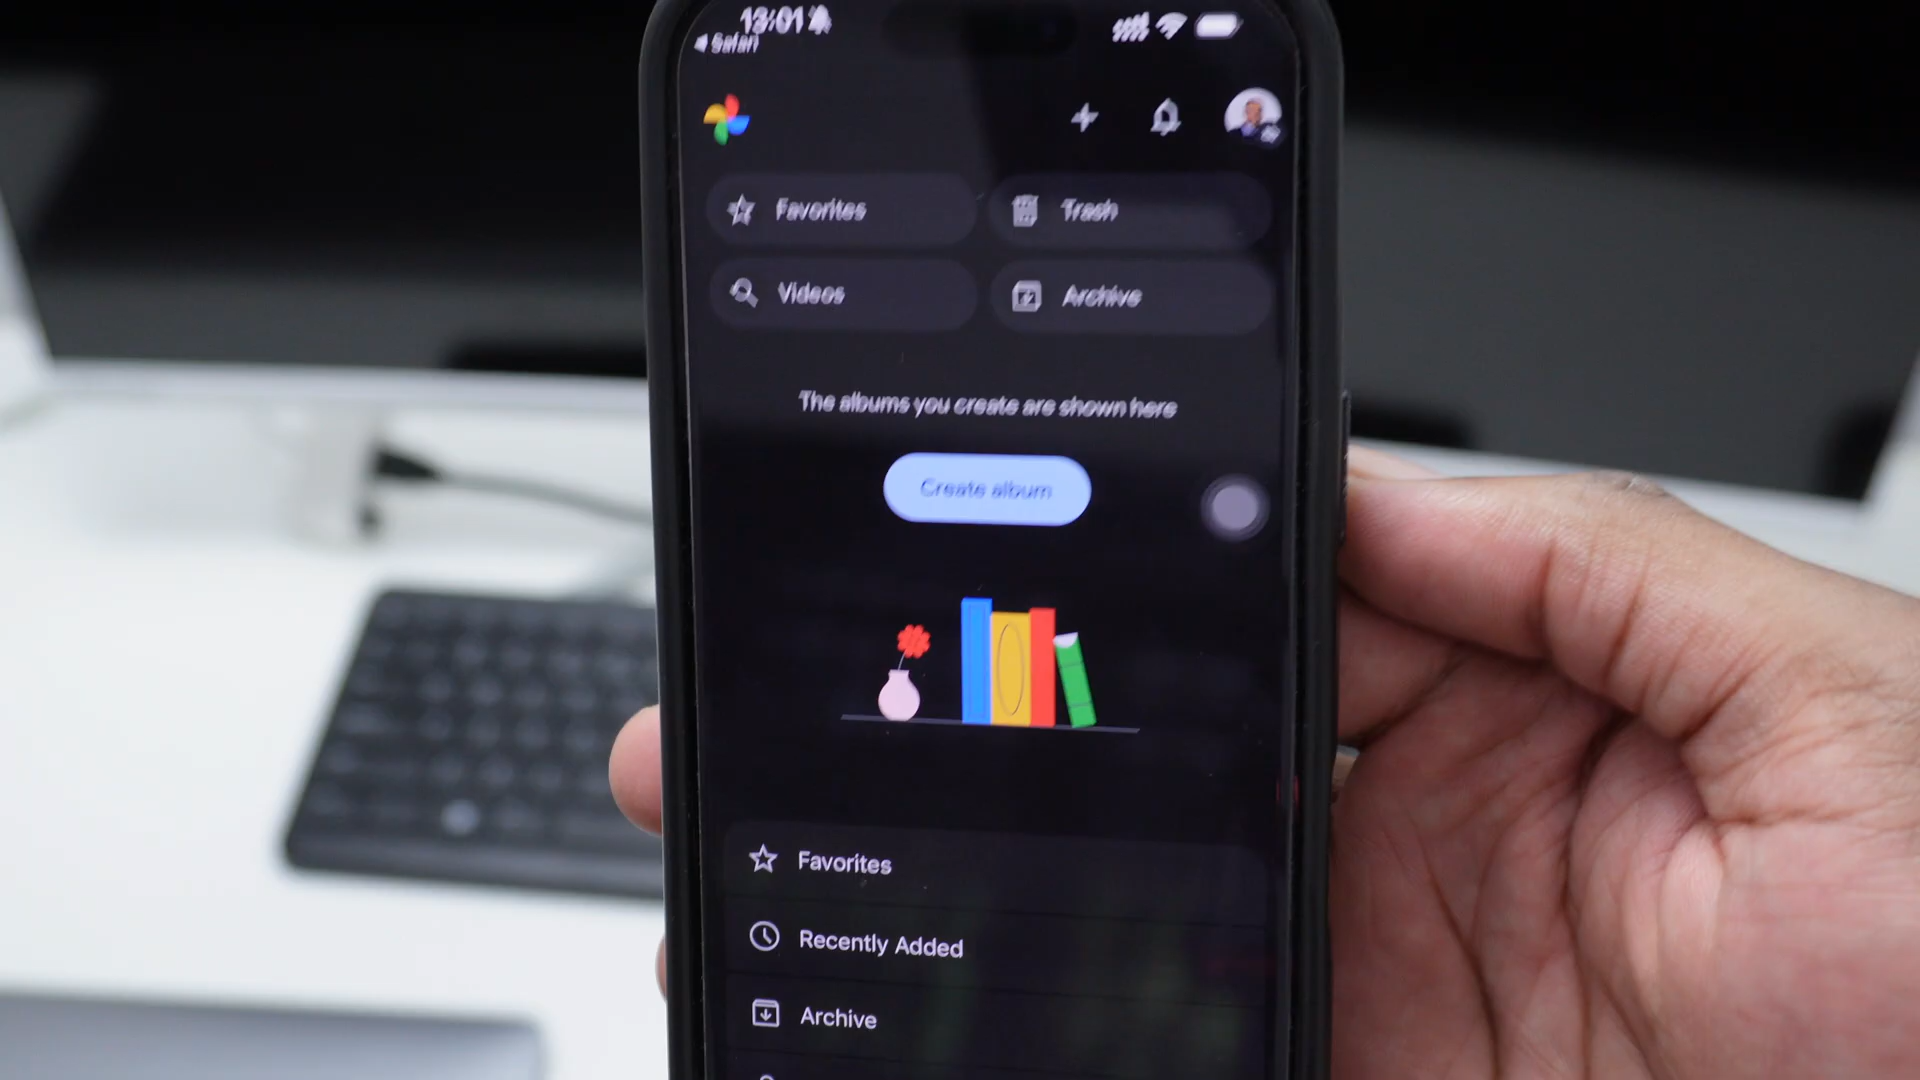 13:01
Safari
Favorites
Trash
Videos
Archive
The albums you create are shown here
Create album
Favorites
Recently Added
Archive